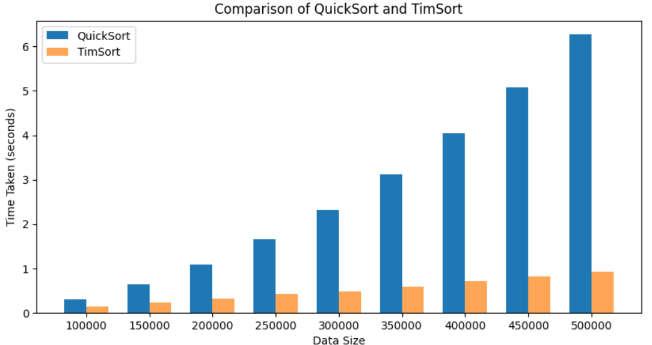 Comparison of QuickSort and TimSort
QuickSort
TimSort
Time Taken (seconds)
6
5
4
3
2
1
0
100000 150000 200000 250000 300000 350000 400000 450000 500000
Data Size